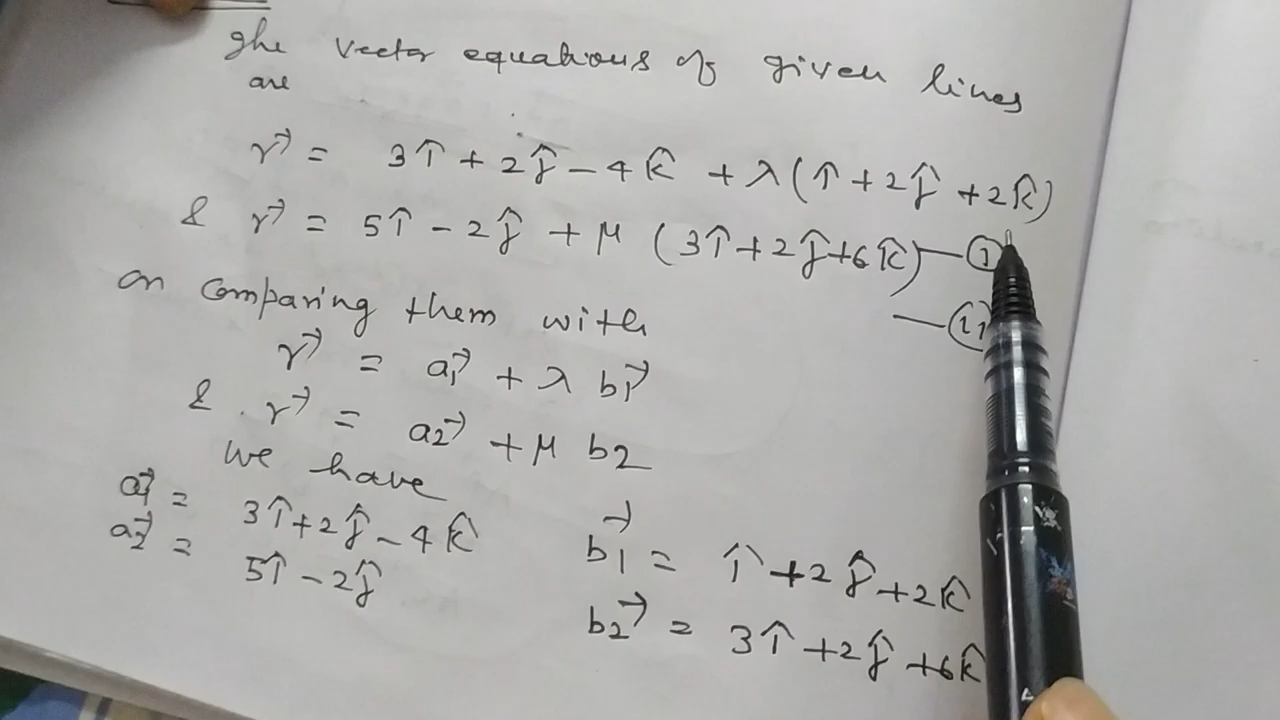 The vector equations of given lines
are
r⃗ = 3î + 2ĵ - 4k̂ + λ(î + 2ĵ + 2k̂)
& r⃗ = 5î - 2ĵ + μ (3î + 2ĵ + 6k̂) — ①
— (ii)
on comparing them with
r⃗ = a₁⃗ + λ b₁⃗
& r⃗ = a₂⃗ + μ b₂
we have
a₁⃗ = 3î + 2ĵ - 4k̂
a₂⃗ = 5î - 2ĵ
b₁⃗ = î + 2ĵ + 2k̂
b₂⃗ = 3î + 2ĵ + 6k̂